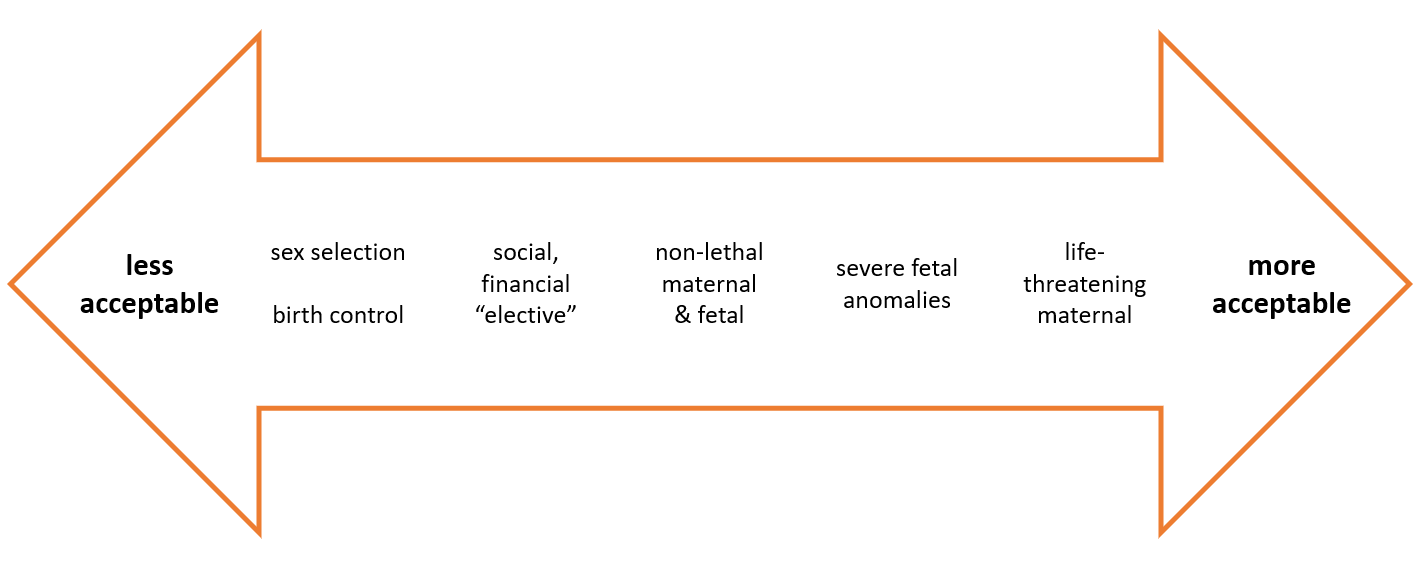 less
acceptable
sex selection
birth control
social,
financial
“elective”
non-lethal
maternal
& fetal
severe fetal
anomalies
life-
threatening
maternal
more
acceptable